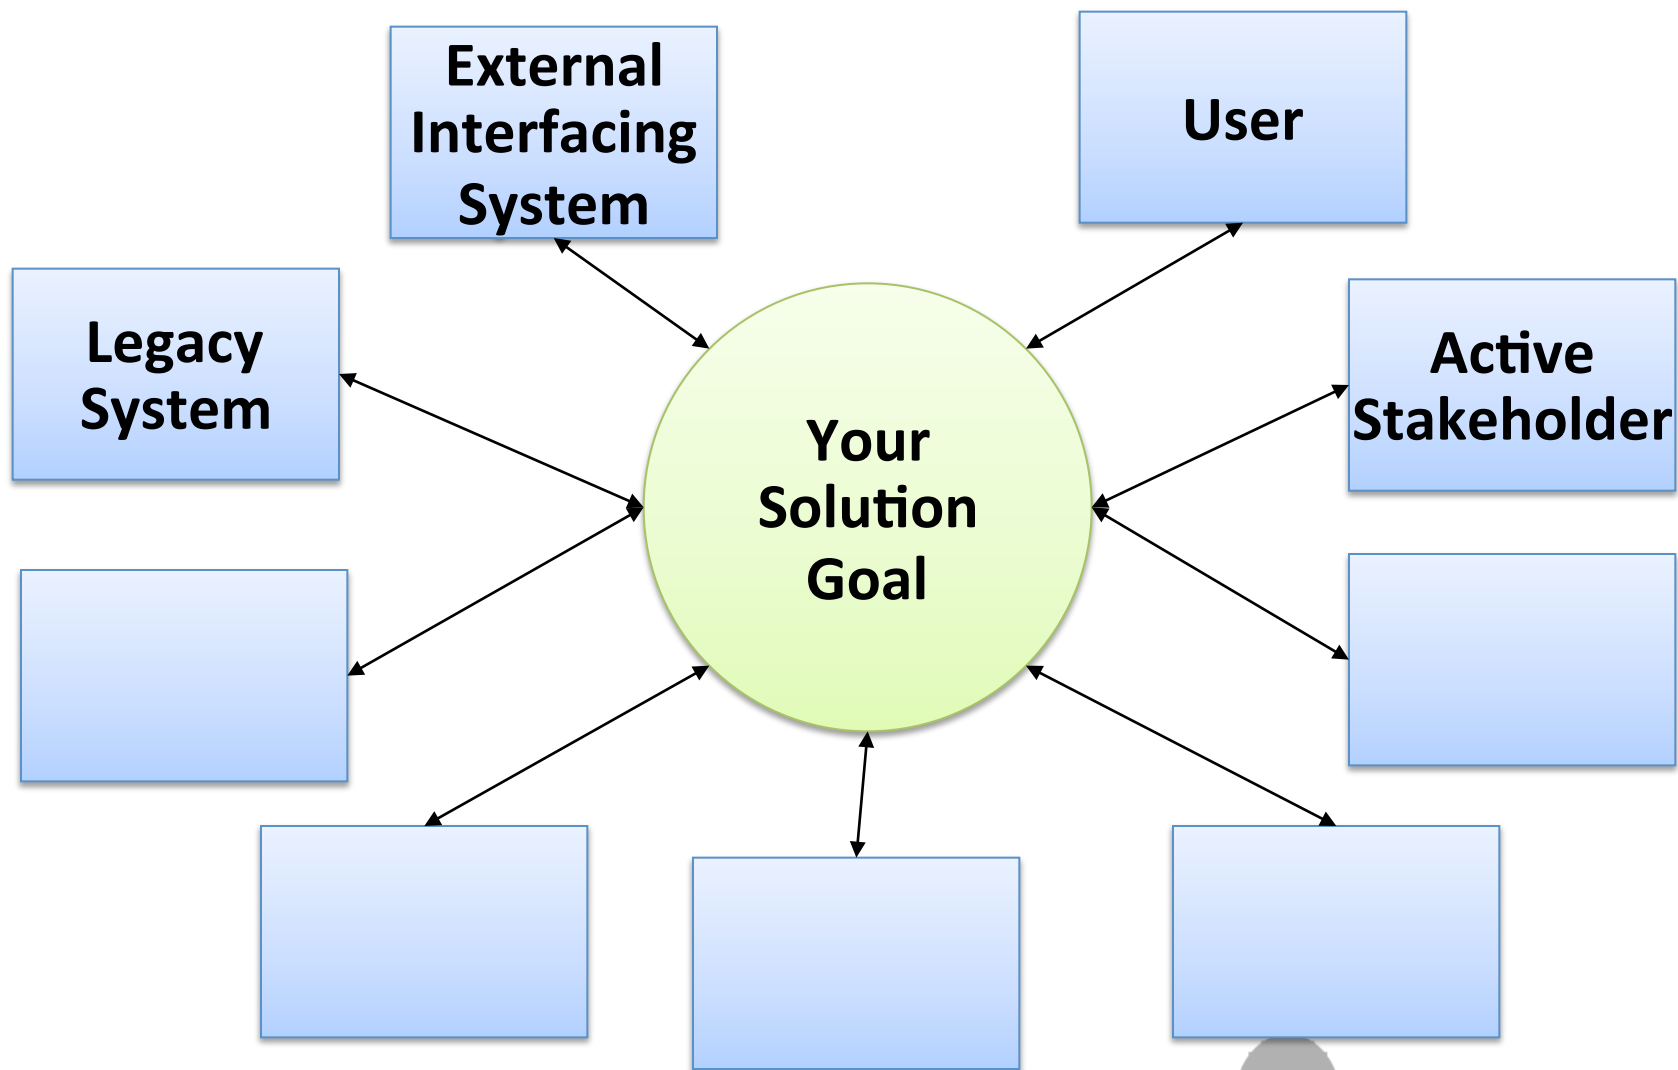 External
Interfacing
System
User
Legacy
System
Active
Stakeholder
Your
Solution
Goal